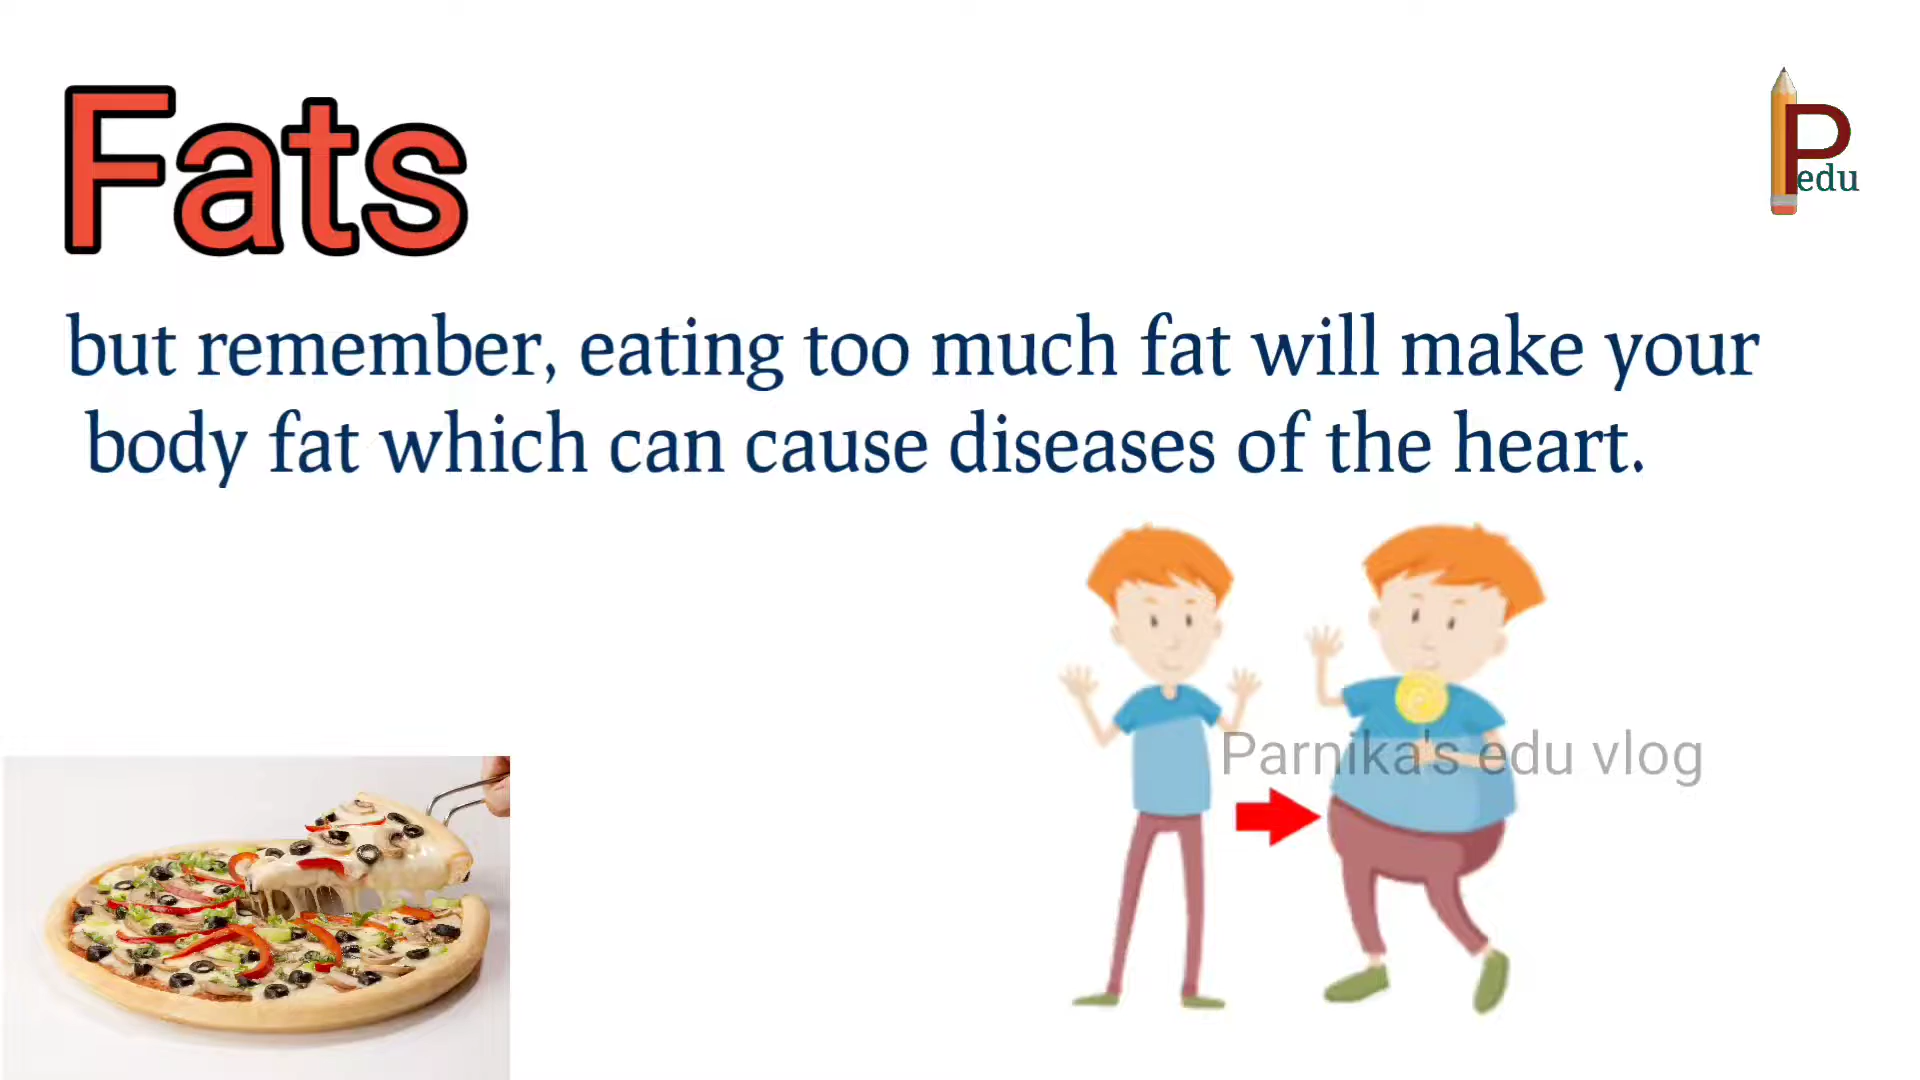 Fats
P
edu
but remember, eating too much fat will make your
body fat which can cause diseases of the heart.
Parnika's edu vlog